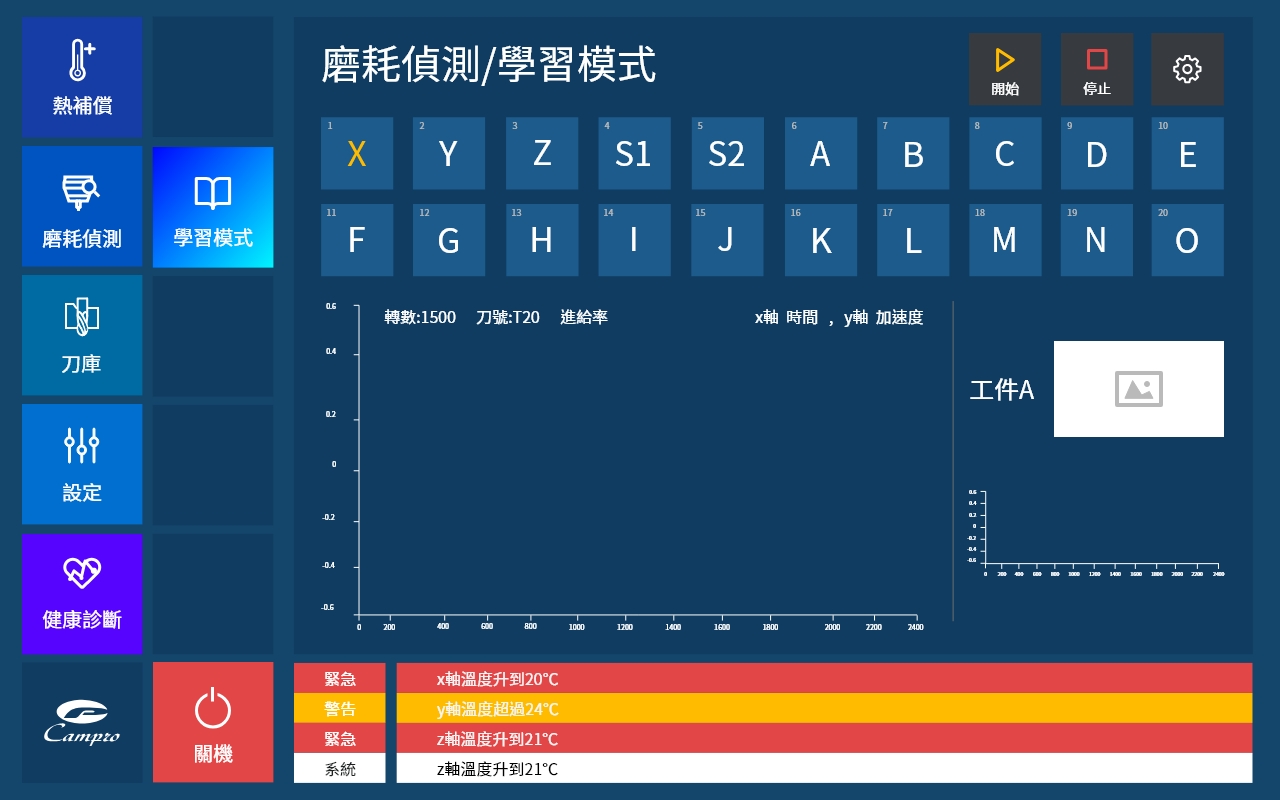 熱補償
磨耗偵測
學習模式
刀庫
設定
健康診斷
Campro
關機
磨耗偵測/學習模式
開始
停止
1 X
2 Y
3 Z
4 S1
5 S2
6 A
7 B
8 C
9 D
10 E
11 F
12 G
13 H
14 I
15 J
16 K
17 L
18 M
19 N
20 O
轉數:1500 刀號:T20 進給率 x軸 時間 , y軸 加速度
0.6
0.4
0.2
0
-0.2
-0.4
-0.6
0 200 400 600 800 1000 1200 1400 1600 1800 2000 2200 2400
工件A
0.6
0.4
0.2
0
-0.2
-0.4
-0.6
0 200 400 600 800 1000 1200 1400 1600 1800 2000 2200 2400
緊急 x軸溫度升到20°C
警告 y軸溫度超過24°C
緊急 z軸溫度升到21°C
系統 z軸溫度升到21°C